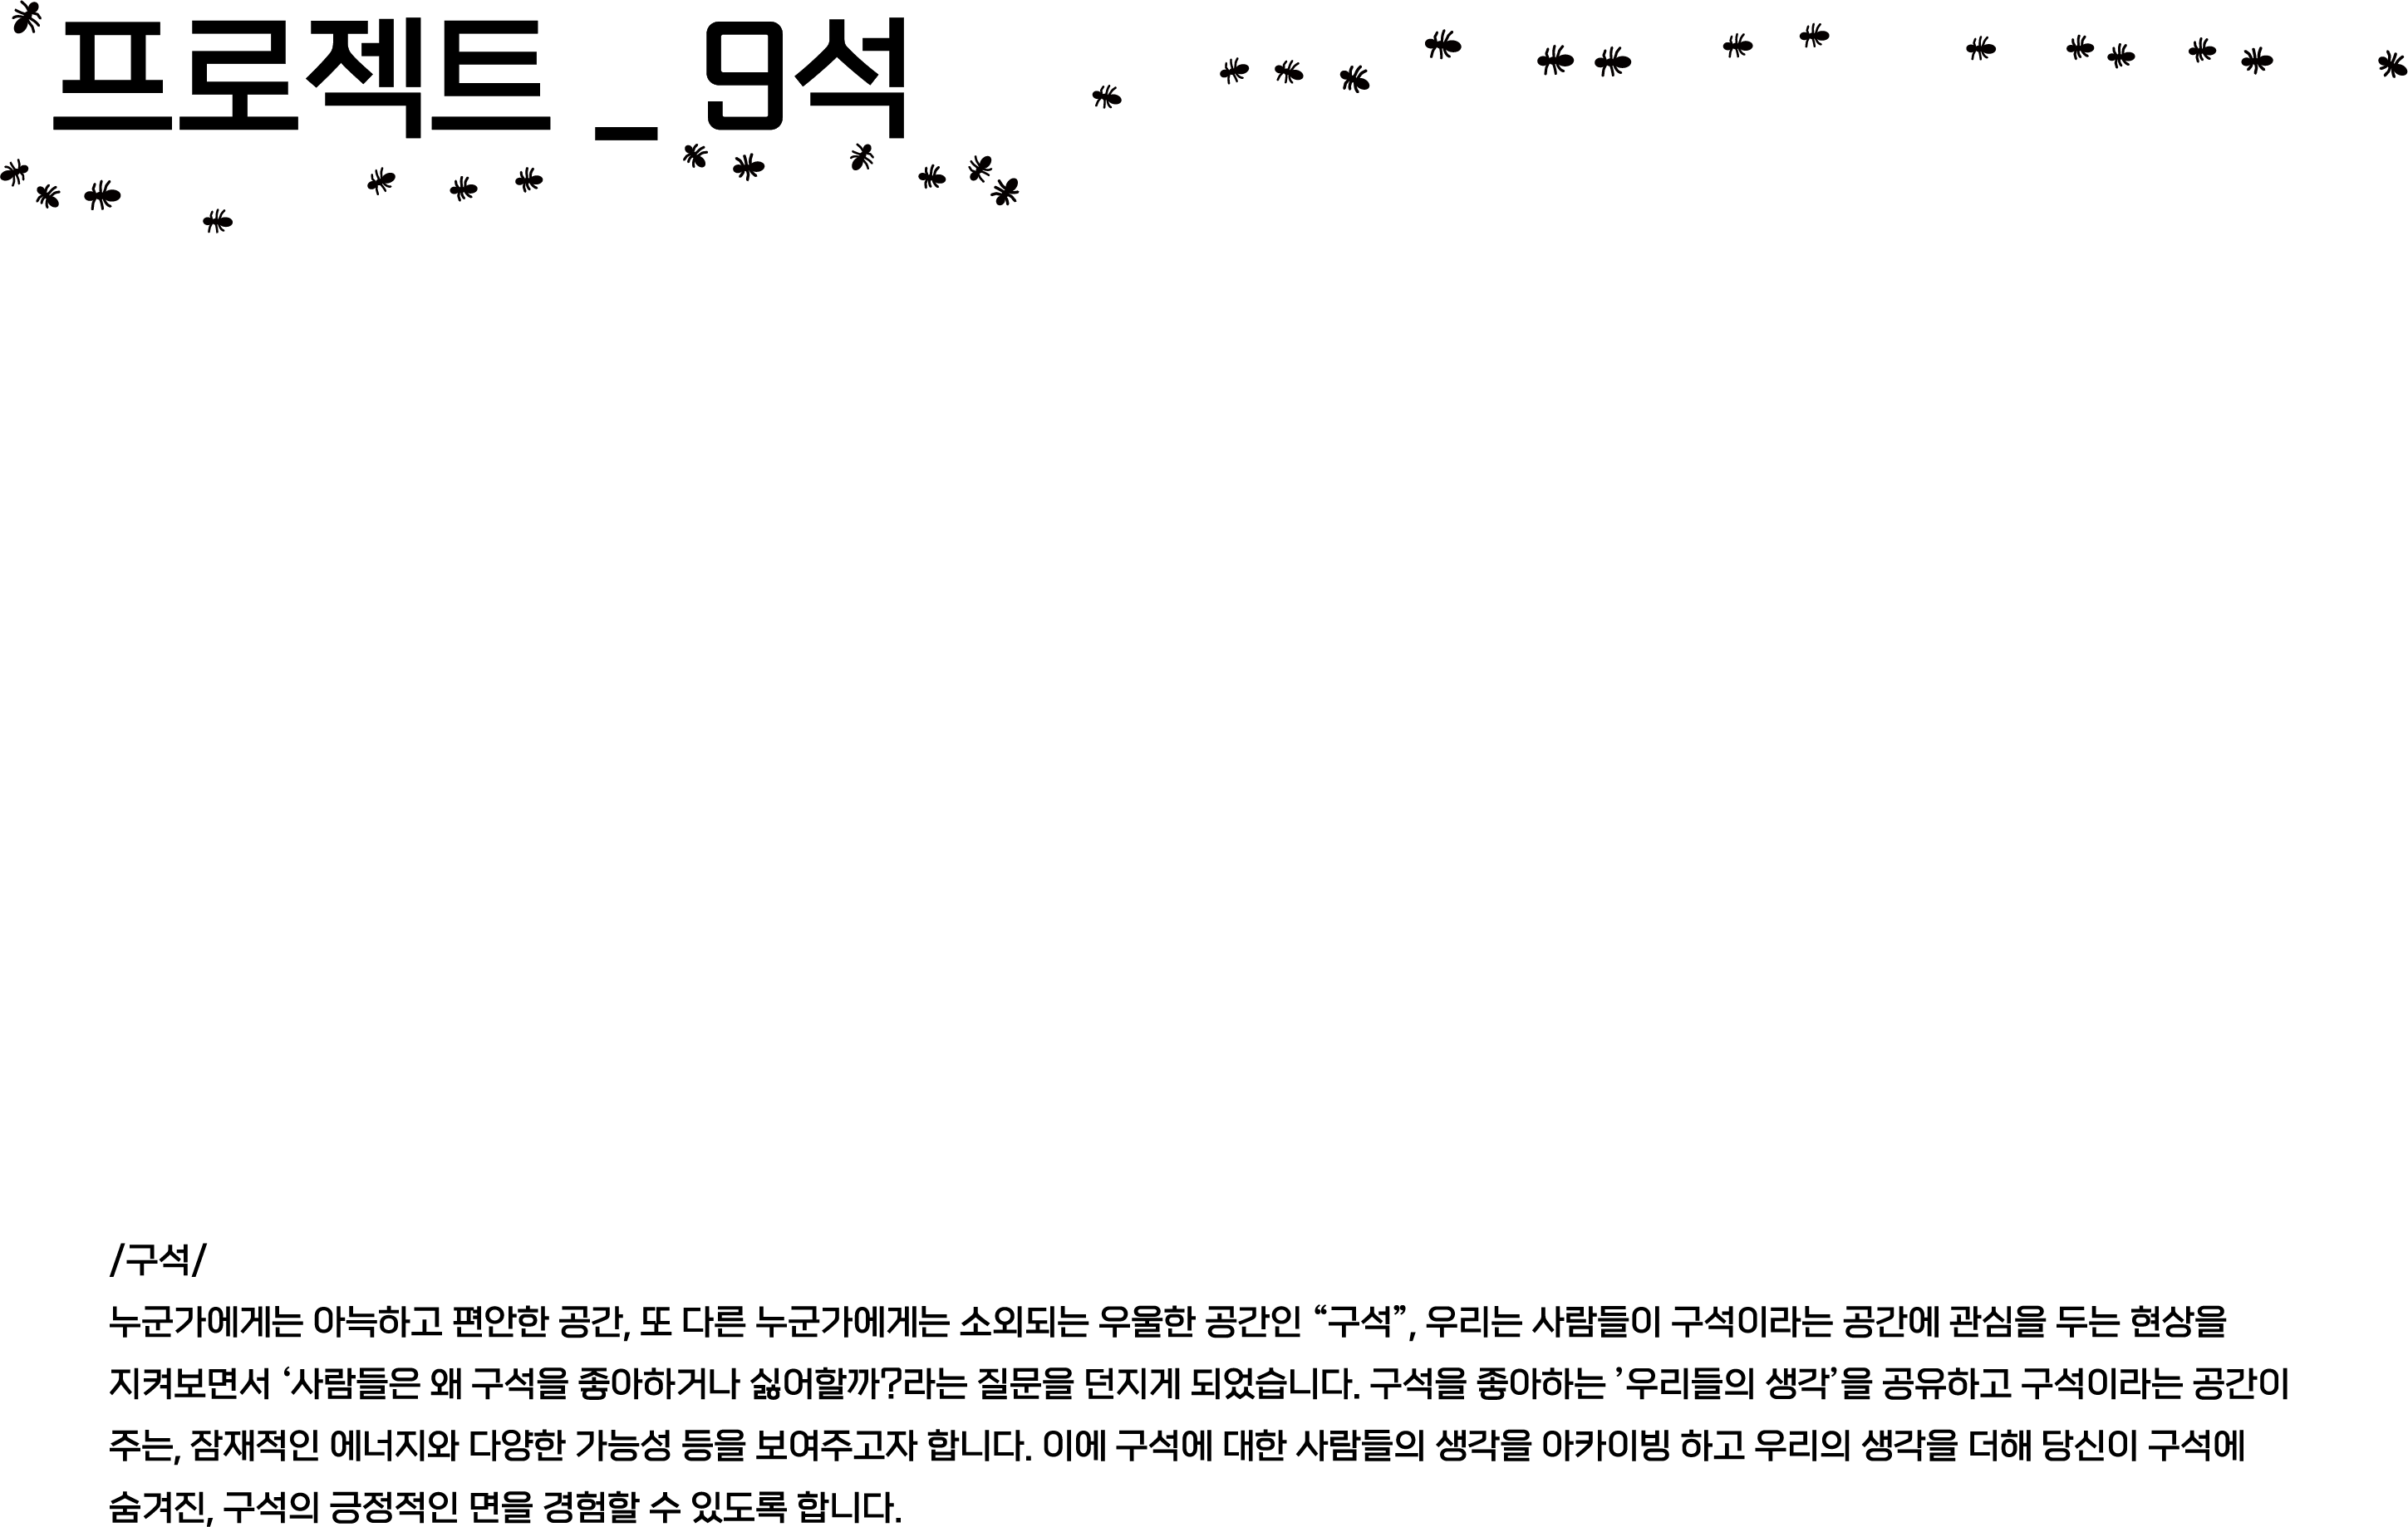 프로젝트 _ 9석
/구석/
누군가에게는 아늑하고 편안한 공간, 또 다른 누군가에게는 소외되는 우울한 공간인 “구석”, 우리는 사람들이 구석이라는 공간에 관심을 두는 현상을
지켜보면서 ‘사람들은 왜 구석을좋아하거나 싫어할까?’라는 질문을 던지게 되었습니다. 구석을 좋아하는 ’우리들의 생각’을 공유하고 구석이라는 공간이
주는, 잠재적인 에너지와 다양한 가능성 등을 보여주고자 합니다. 이에 구석에 대한 사람들의 생각을 아카이빙 하고 우리의 생각을 더해 당신이 구석에
숨겨진, 구석의 긍정적인 면을 경험할 수 있도록 합니다.